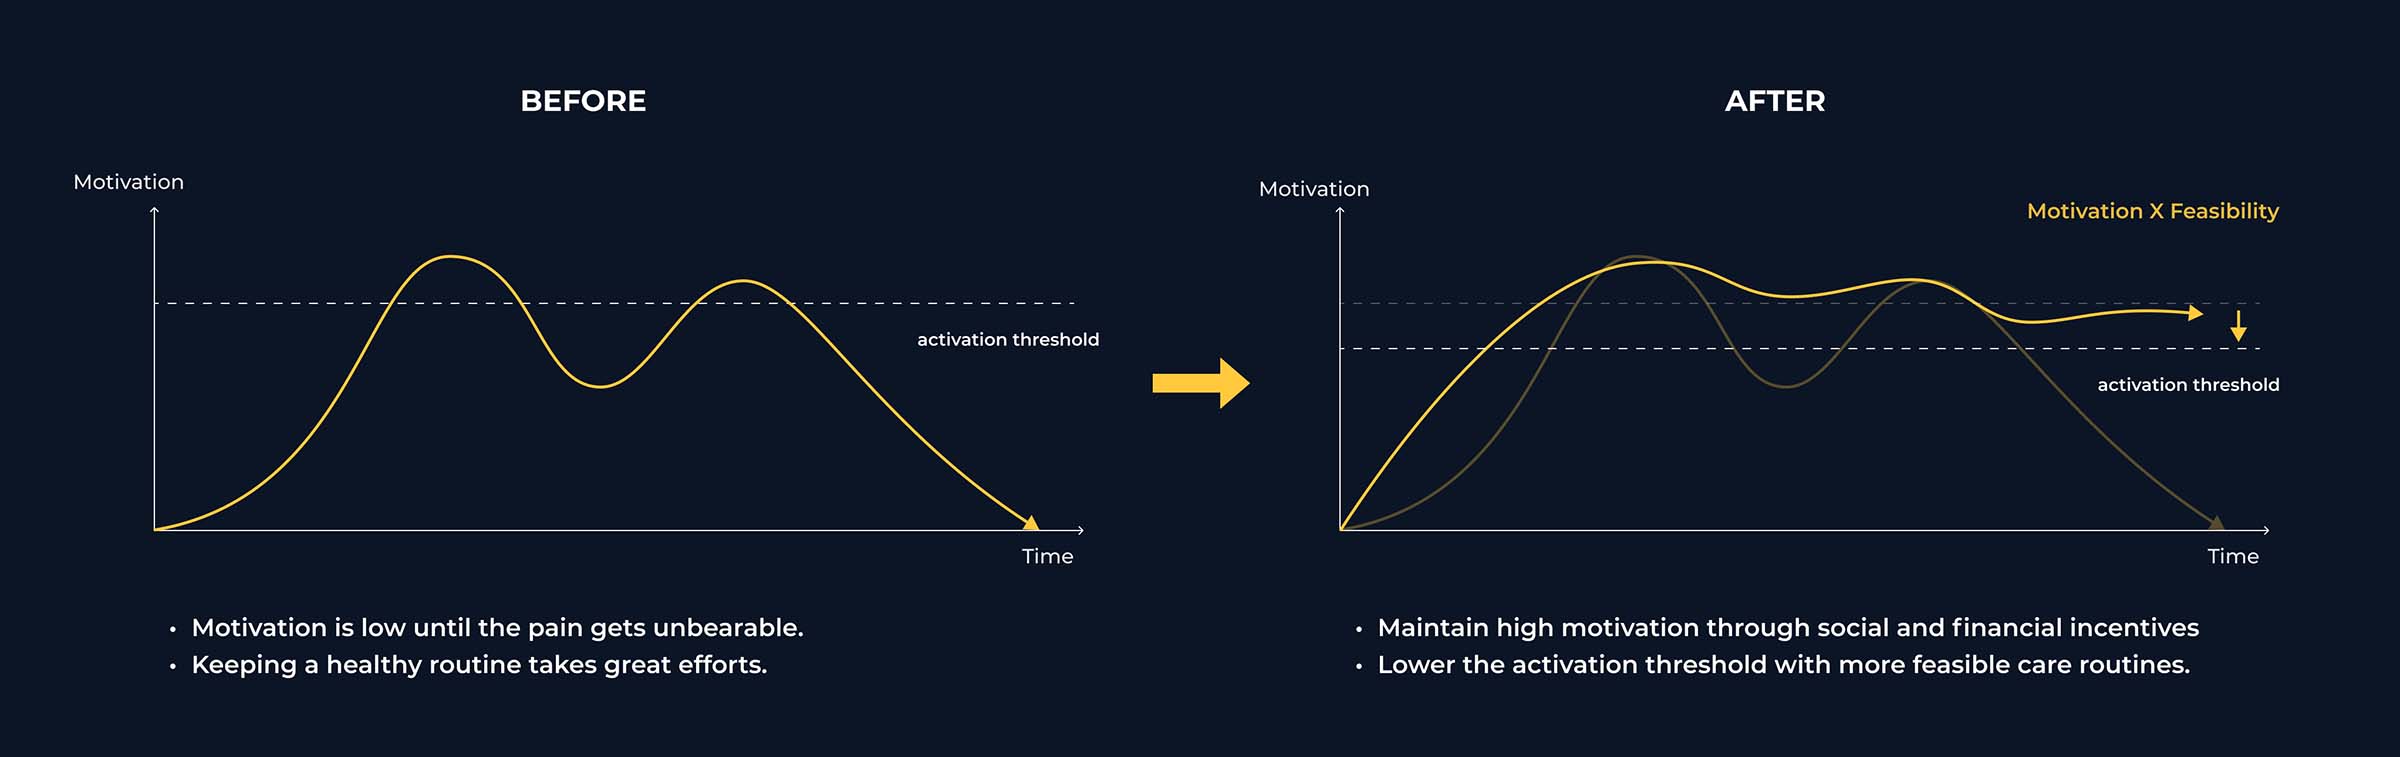 BEFORE
Motivation
activation threshold
Time
• Motivation is low until the pain gets unbearable.
• Keeping a healthy routine takes great efforts.
AFTER
Motivation
Motivation X Feasibility
activation threshold
Time
• Maintain high motivation through social and financial incentives
• Lower the activation threshold with more feasible care routines.